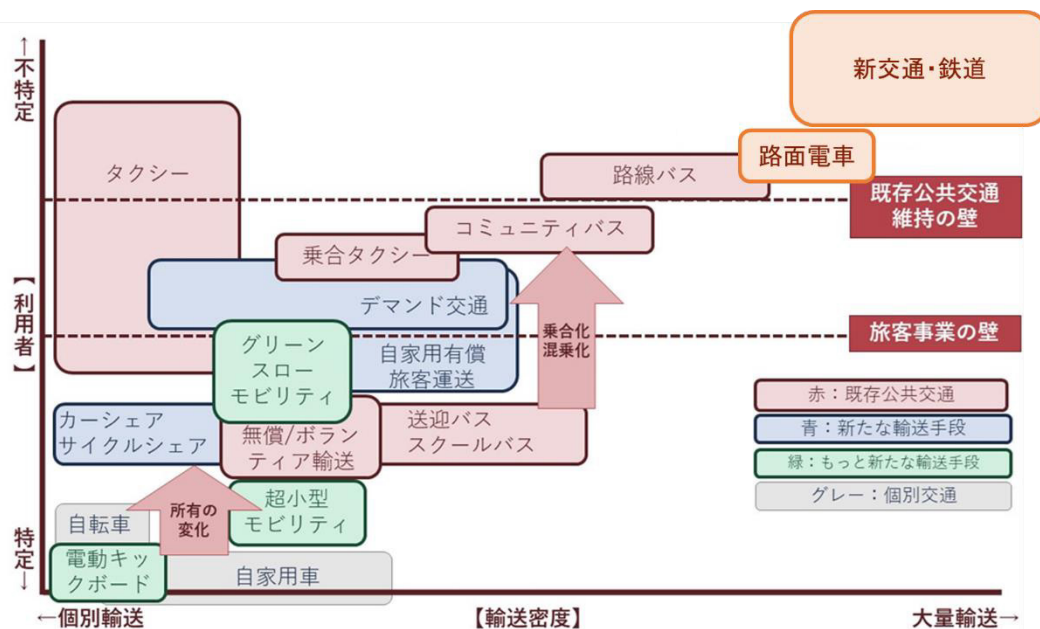 ↑不特定
新交通・鉄道
路面電車
タクシー
路線バス
既存公共交通
維持の壁
コミュニティバス
乗合タクシー
デマンド交通
【利用者】
乗合化
混乗化
旅客事業の壁
グリーン
スロー
モビリティ
自家用有償
旅客運送
カーシェア
サイクルシェア
無償/ボラン
ティア輸送
送迎バス
スクールバス
赤：既存公共交通
青：新たな輸送手段
緑：もっと新たな輸送手段
グレー：個別交通
所有の
変化
超小型
モビリティ
自転車
電動キッ
クボード
自家用車
特定↓
←個別輸送
【輸送密度】
大量輸送→